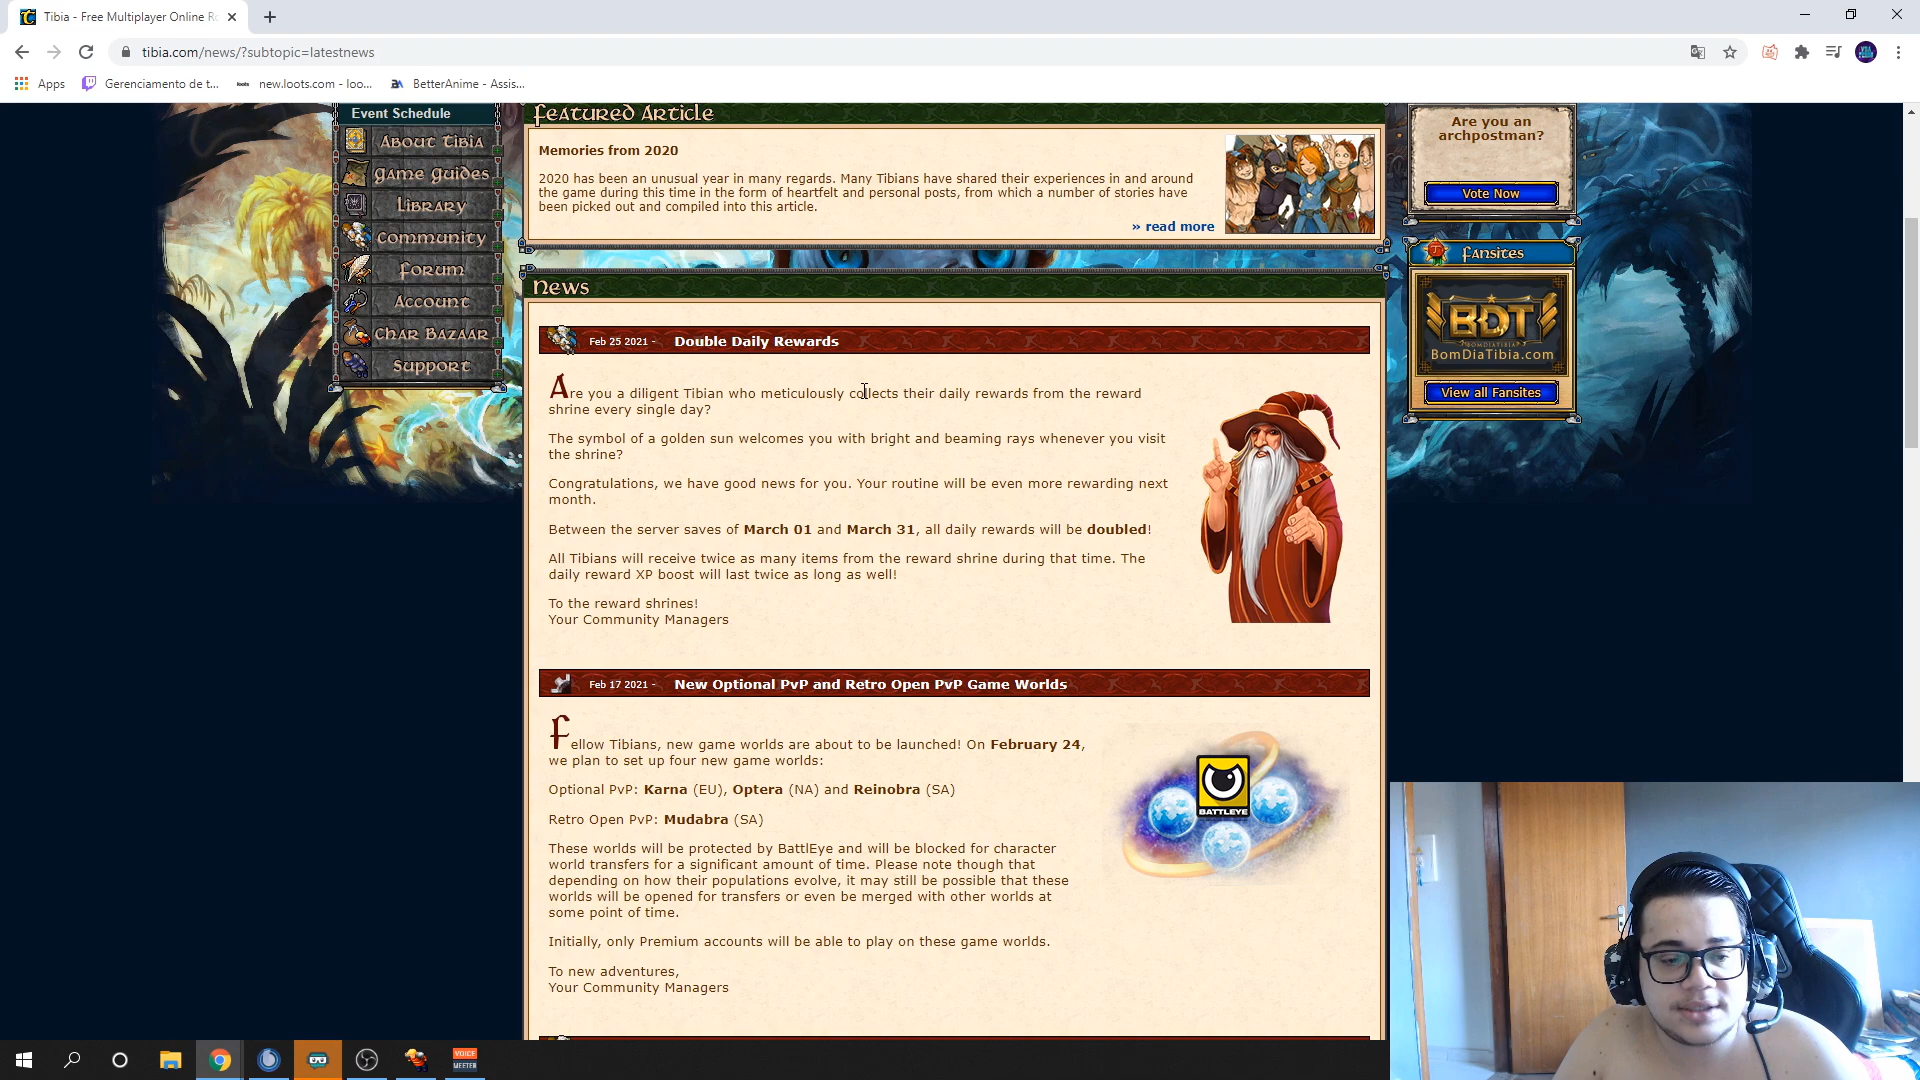 Tibia - Free Multiplayer Online R
tibia.com/news/?subtopic=latestnews
Apps
Gerenciamento de t...
new.loots.com - loo...
BetterAnime - Assis...
Event Schedule
About Tibia
Game Guides
Library
Community
Forum
Account
Char Bazaar
Support
Featured Article
Memories from 2020
2020 has been an unusual year in many regards. Many Tibians have shared their experiences in and around
the game during this time in the form of heartfelt and personal posts, from which a number of stories have
been picked out and compiled into this article.
» read more
News
Feb 25 2021 - Double Daily Rewards
Are you a diligent Tibian who meticulously collects their daily rewards from the reward
shrine every single day?
The symbol of a golden sun welcomes you with bright and beaming rays whenever you visit
the shrine?
Congratulations, we have good news for you. Your routine will be even more rewarding next
month.
Between the server saves of March 01 and March 31, all daily rewards will be doubled!
All Tibians will receive twice as many items from the reward shrine during that time. The
daily reward XP boost will last twice as long as well!
To the reward shrines!
Your Community Managers
Feb 17 2021 - New Optional PvP and Retro Open PvP Game Worlds
Fellow Tibians, new game worlds are about to be launched! On February 24,
we plan to set up four new game worlds:
Optional PvP: Karna (EU), Optera (NA) and Reinobra (SA)
Retro Open PvP: Mudabra (SA)
These worlds will be protected by BattlEye and will be blocked for character
world transfers for a significant amount of time. Please note though that
depending on how their populations evolve, it may still be possible that these
worlds will be opened for transfers or even be merged with other worlds at
some point of time.
Initially, only Premium accounts will be able to play on these game worlds.
To new adventures,
Your Community Managers
BATTLEYE
Are you an
archpostman?
Vote Now
Fansites
BDT
BOMDIATIBIA
BomDiaTibia.com
View all Fansites
VOICE
MEETER